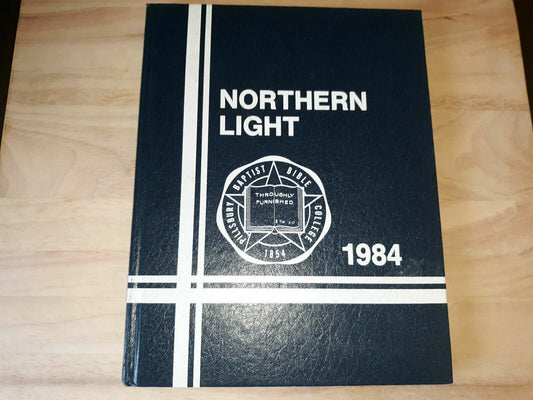 NORTHERN
LIGHT
PILLSBURY BAPTIST BIBLE COLLEGE
THROUGHLY
FURNISHED
1854
1984